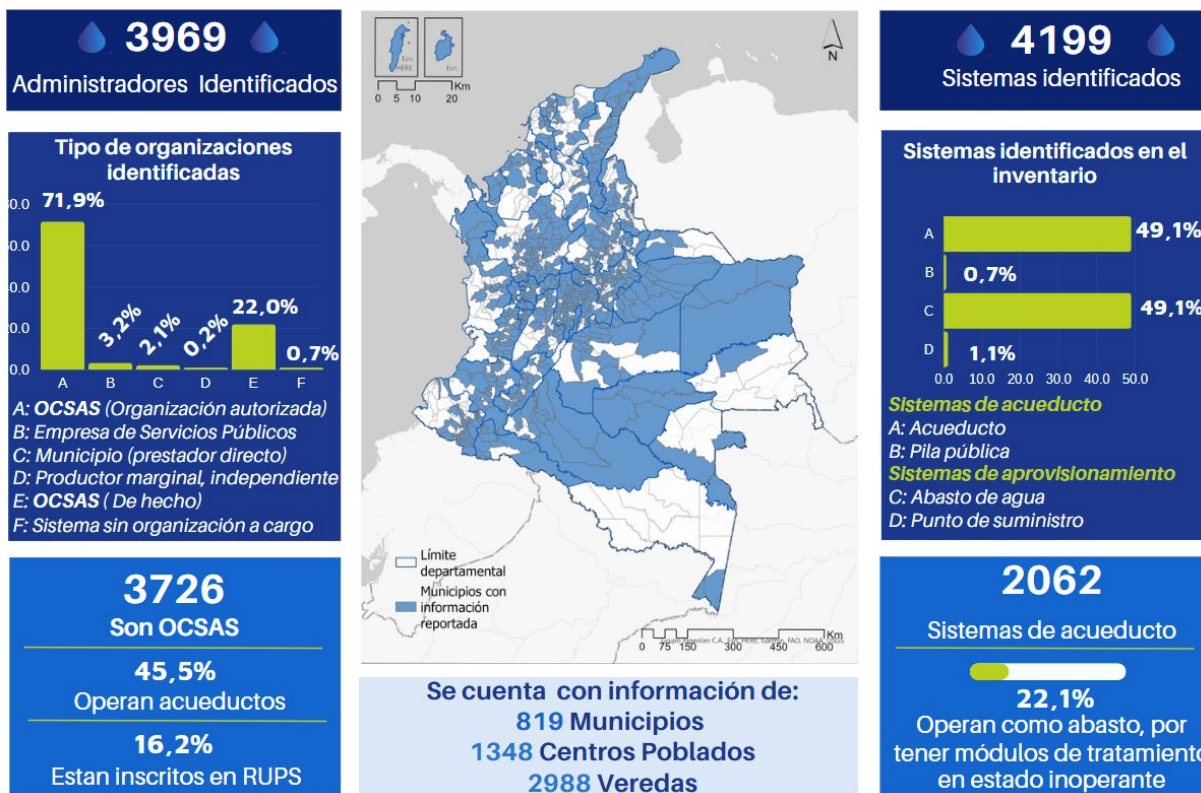 3969
Administradores Identificados
Tipo de organizaciones
identificadas
71,9%
3,2%
2,1%
0,2%
22,0%
0,7%
60.0
20.0
0.0
A B C D E F
A: OCSAS (Organización autorizada)
B: Empresa de Servicios Públicos
C: Municipio (prestador directo)
D: Productor marginal, independiente
E: OCSAS ( De hecho)
F: Sistema sin organización a cargo
3726
Son OCSAS
45,5%
Operan acueductos
16,2%
Estan inscritos en RUPS
Esri,
HERE,
Esri,
Km
0 5 10 20
N
Límite
departamental
Municipios con
información
reportada
Km
0 75 150 300 450 600
Se cuenta con información de:
819 Municipios
1348 Centros Poblados
2988 Veredas
4199
Sistemas identificados
Sistemas identificados en el
inventario
A 49,1%
B 0,7%
C 49,1%
D 1,1%
0.0 10.0 20.0 30.0 40.0 50.0
Sistemas de acueducto
A: Acueducto
B: Pila pública
Sistemas de aprovisionamiento
C: Abasto de agua
D: Punto de suministro
2062
Sistemas de acueducto
22,1%
Operan como abasto, por
tener módulos de tratamiento
en estado inoperante